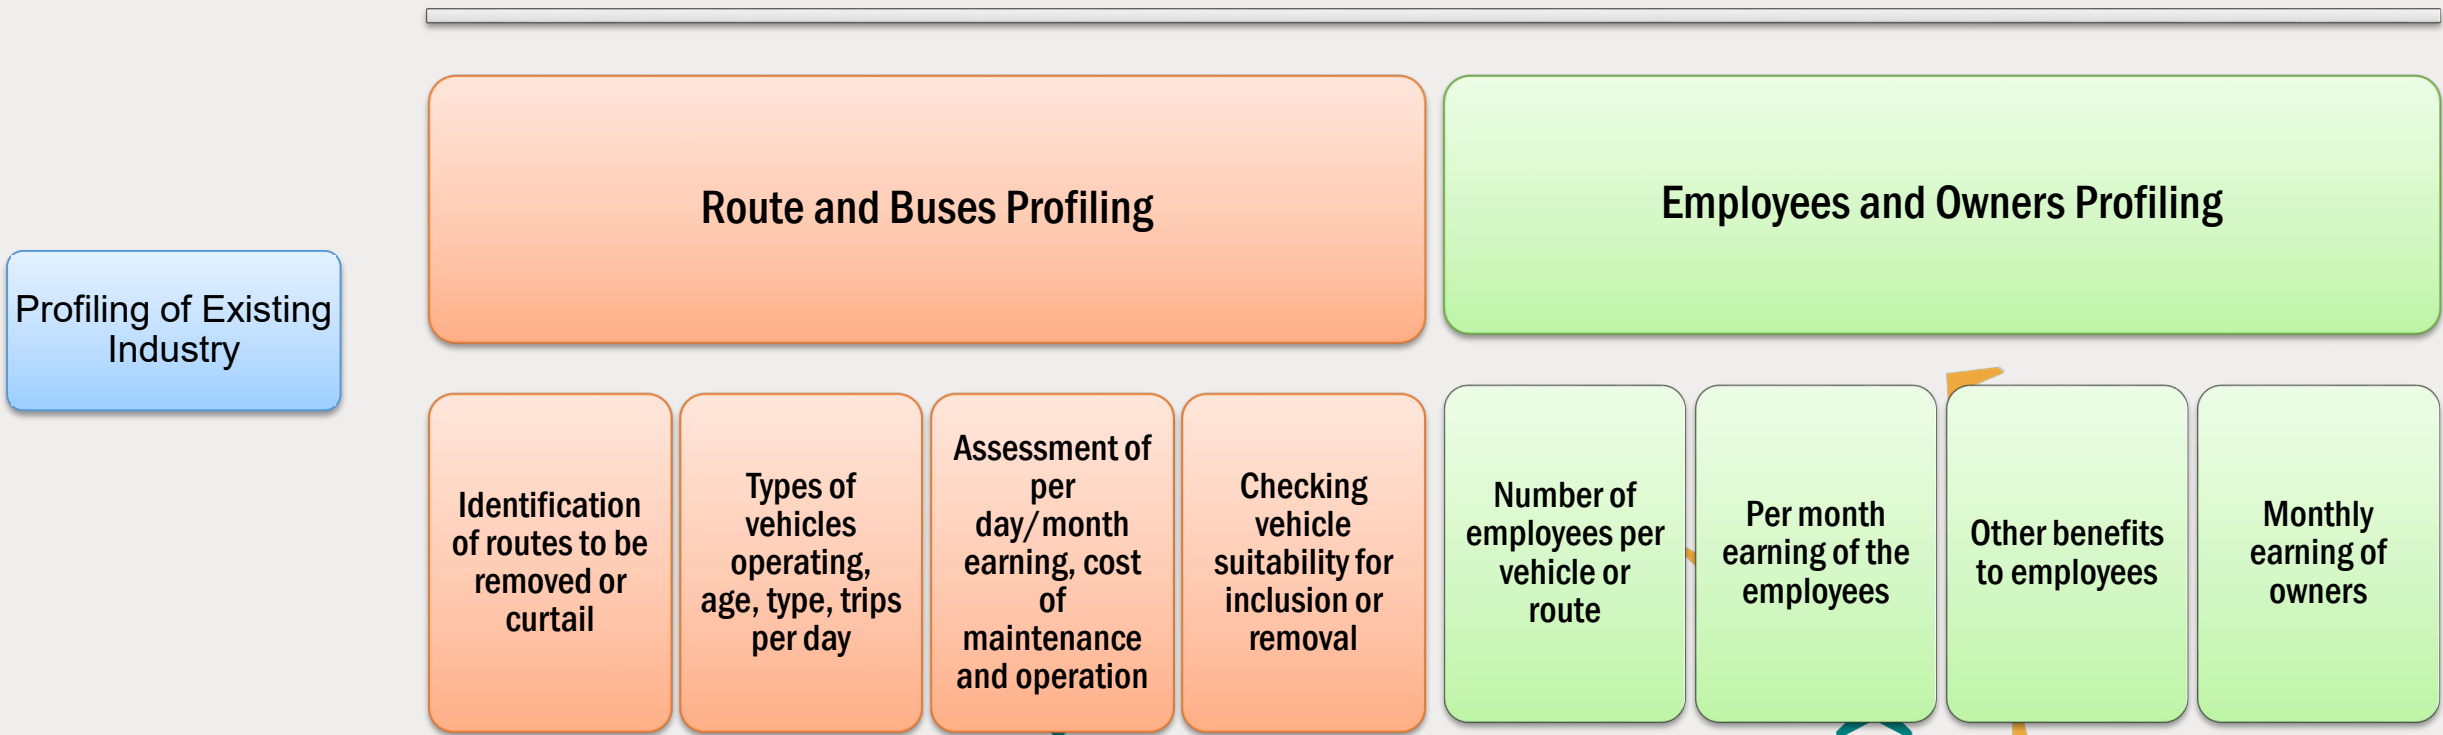 Profiling of Existing
Industry
Route and Buses Profiling
Employees and Owners Profiling
Identification
of routes to be
removed or
curtail
Types of
vehicles
operating,
age, type, trips
per day
Assessment of
per
day/month
earning, cost
of
maintenance
and operation
Checking
vehicle
suitability for
inclusion or
removal
Number of
employees per
vehicle or
route
Per month
earning of the
employees
Other benefits
to employees
Monthly
earning of
owners